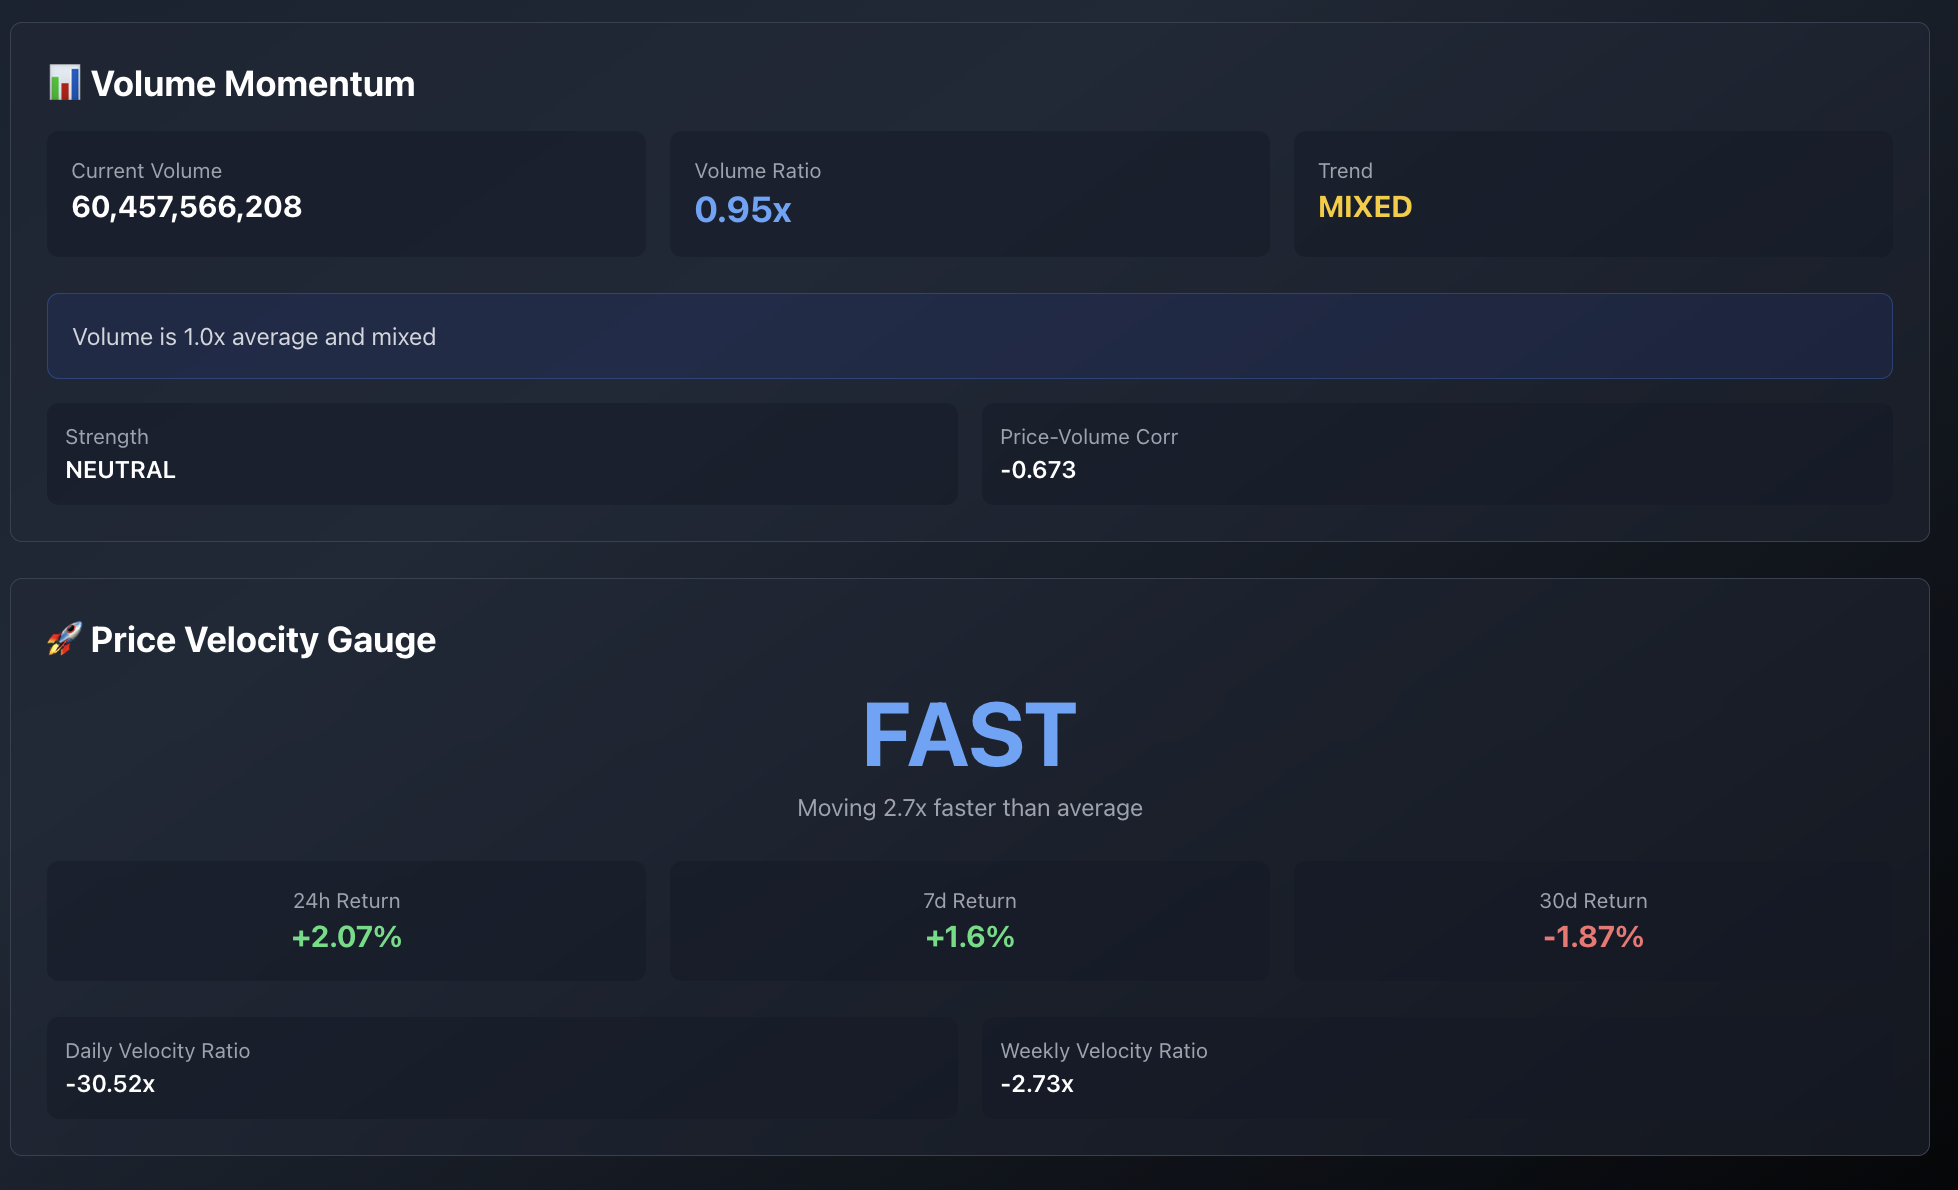 📊 Volume Momentum
Current Volume
60,457,566,208
Volume Ratio
0.95x
Trend
MIXED
Volume is 1.0x average and mixed
Strength
NEUTRAL
Price-Volume Corr
-0.673
🚀 Price Velocity Gauge
FAST
Moving 2.7x faster than average
24h Return
+2.07%
7d Return
+1.6%
30d Return
-1.87%
Daily Velocity Ratio
-30.52x
Weekly Velocity Ratio
-2.73x